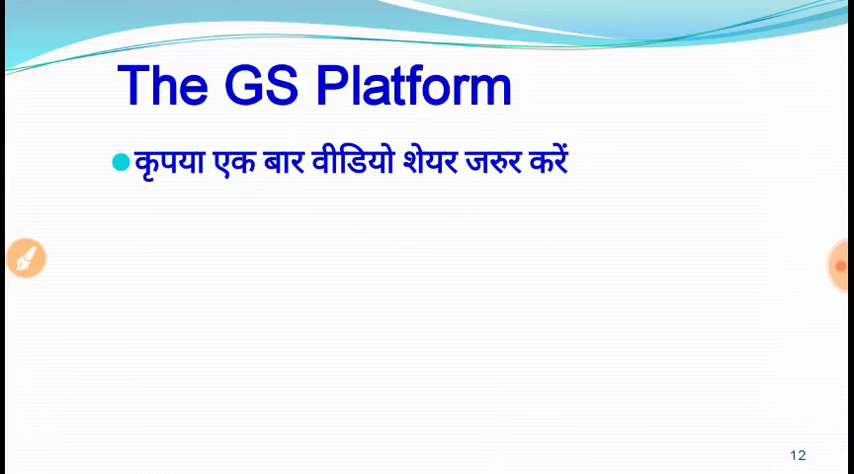 The GS Platform
कृपया एक बार वीडियो शेयर जरुर करें
12